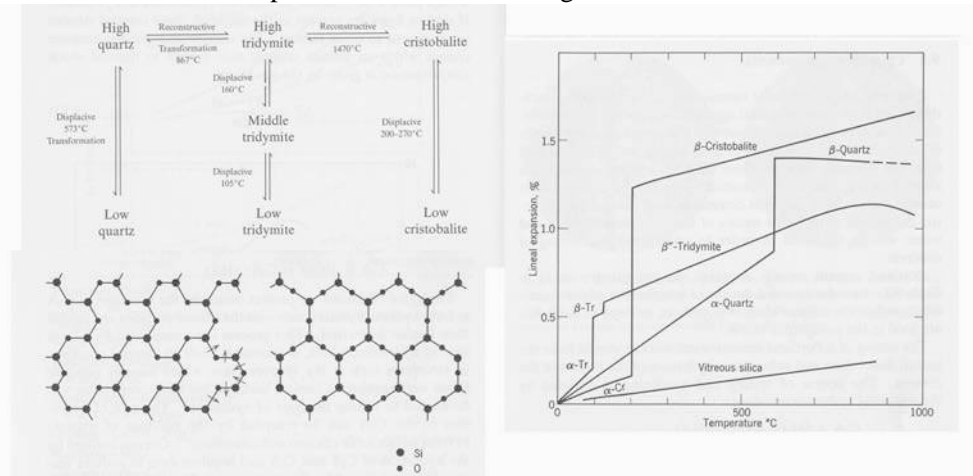 High quartz
Reconstructive
Transformation
867°C
High tridymite
Reconstructive
1470°C
High cristobalite
Displacive
573°C
Transformation
Displacive
160°C
Middle tridymite
Displacive
105°C
Displacive
200-270°C
Low quartz
Low tridymite
Low cristobalite
Si
O
Lineal expansion, %
1.5
1.0
0.5
0
β-Cristobalite
β-Quartz
β"-Tridymite
β-Tr
α-Quartz
α-Tr
α-Cr
Vitreous silica
500
1000
Temperature °C